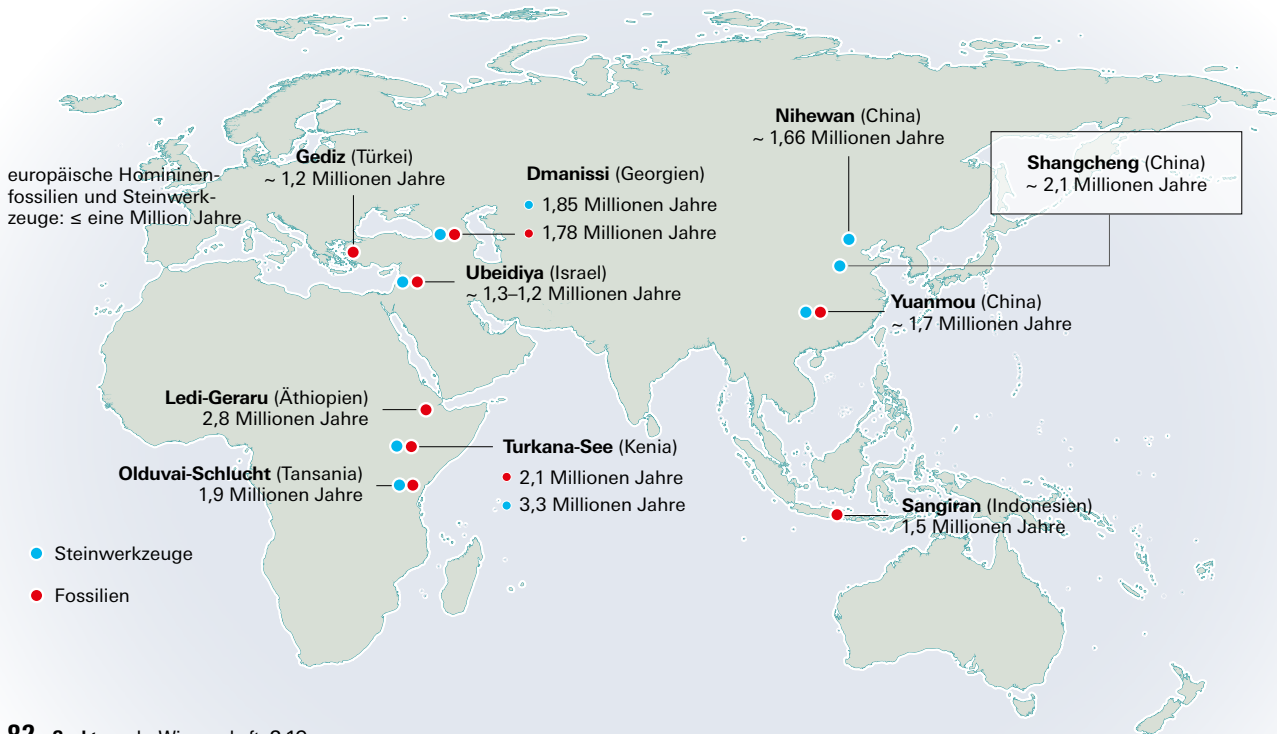 Nihewan (China)
~ 1,66 Millionen Jahre
Shangcheng (China)
~ 2,1 Millionen Jahre
Gediz (Türkei)
~ 1,2 Millionen Jahre
europäische Homininen-
fossilien und Steinwerk-
zeuge: ≤ eine Million Jahre
Dmanissi (Georgien)
1,85 Millionen Jahre
1,78 Millionen Jahre
Ubeidiya (Israel)
~ 1,3–1,2 Millionen Jahre
Yuanmou (China)
~ 1,7 Millionen Jahre
Ledi-Geraru (Äthiopien)
2,8 Millionen Jahre
Turkana-See (Kenia)
2,1 Millionen Jahre
3,3 Millionen Jahre
Olduvai-Schlucht (Tansania)
1,9 Millionen Jahre
Sangiran (Indonesien)
1,5 Millionen Jahre
Steinwerkzeuge
Fossilien